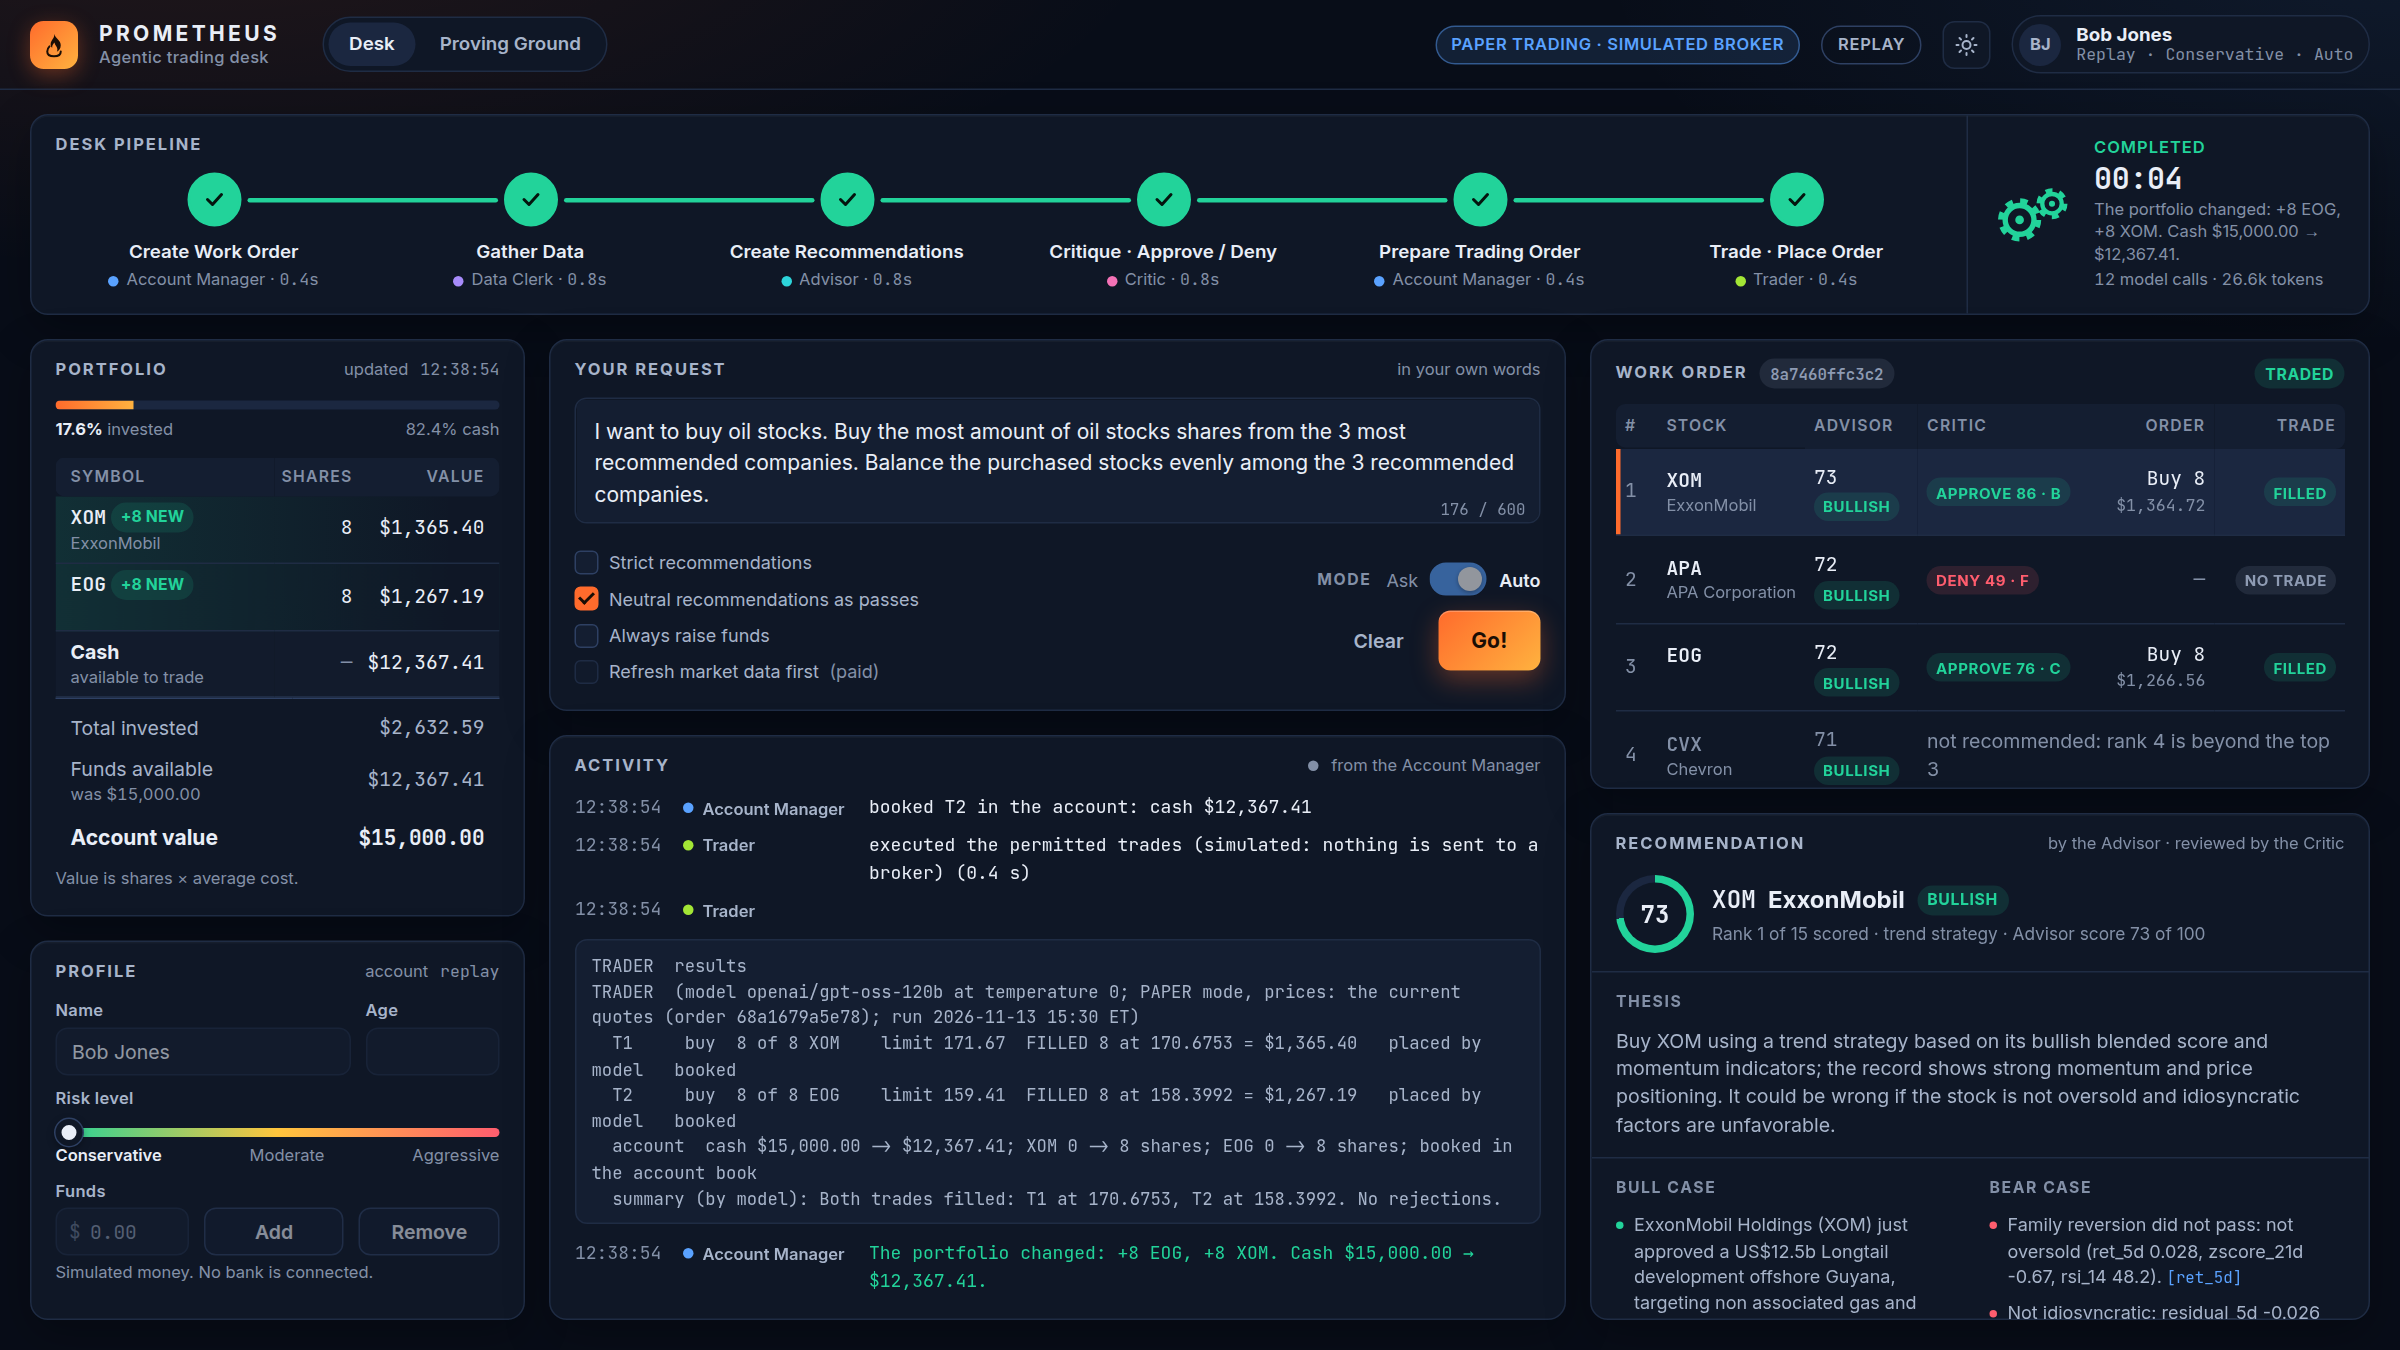 PROMETHEUS
Agentic trading desk
Desk
Proving Ground
PAPER TRADING · SIMULATED BROKER
REPLAY
BJ
Bob Jones
Replay · Conservative · Auto
DESK PIPELINE
Create Work Order
Account Manager · 0.4s
Gather Data
Data Clerk · 0.8s
Create Recommendations
Advisor · 0.8s
Critique · Approve / Deny
Critic · 0.8s
Prepare Trading Order
Account Manager · 0.4s
Trade · Place Order
Trader · 0.4s
COMPLETED
00:04
The portfolio changed: +8 EOG,
+8 XOM. Cash $15,000.00 →
$12,367.41.
12 model calls · 26.6k tokens
PORTFOLIO
updated 12:38:54
17.6% invested
82.4% cash
SYMBOL SHARES VALUE
XOM +8 NEW 8 $1,365.40
ExxonMobil
EOG +8 NEW 8 $1,267.19
Cash – $12,367.41
available to trade
Total invested $2,632.59
Funds available $12,367.41
was $15,000.00
Account value $15,000.00
Value is shares × average cost.
PROFILE
account replay
Name
Age
Bob Jones
Risk level
Conservative Moderate Aggressive
Funds
$ 0.00
Add
Remove
Simulated money. No bank is connected.
YOUR REQUEST
in your own words
I want to buy oil stocks. Buy the most amount of oil stocks shares from the 3 most
recommended companies. Balance the purchased stocks evenly among the 3 recommended
companies.
176 / 600
Strict recommendations
Neutral recommendations as passes
Always raise funds
Refresh market data first (paid)
MODE Ask Auto
Clear
Go!
ACTIVITY
from the Account Manager
12:38:54 Account Manager booked T2 in the account: cash $12,367.41
12:38:54 Trader executed the permitted trades (simulated: nothing is sent to a
broker) (0.4 s)
12:38:54 Trader
TRADER results
TRADER (model openai/gpt-oss-120b at temperature 0; PAPER mode, prices: the current
quotes (order 68a1679a5e78); run 2026-11-13 15:30 ET)
T1 buy 8 of 8 XOM limit 171.67 FILLED 8 at 170.6753 = $1,365.40 placed by
model booked
T2 buy 8 of 8 EOG limit 159.41 FILLED 8 at 158.3992 = $1,267.19 placed by
model booked
account cash $15,000.00 → $12,367.41; XOM 0 → 8 shares; EOG 0 → 8 shares; booked in
the account book
summary (by model): Both trades filled: T1 at 170.6753, T2 at 158.3992. No rejections.
12:38:54 Account Manager The portfolio changed: +8 EOG, +8 XOM. Cash $15,000.00 →
$12,367.41.
WORK ORDER 8a7460ffc3c2
TRADED
# STOCK ADVISOR CRITIC ORDER TRADE
1 XOM ExxonMobil 73 BULLISH APPROVE 86 · B Buy 8 $1,364.72 FILLED
2 APA APA Corporation 72 BULLISH DENY 49 · F – NO TRADE
3 EOG 72 BULLISH APPROVE 76 · C Buy 8 $1,266.56 FILLED
4 CVX Chevron 71 BULLISH not recommended: rank 4 is beyond the top
3
RECOMMENDATION
by the Advisor · reviewed by the Critic
73
XOM ExxonMobil BULLISH
Rank 1 of 15 scored · trend strategy · Advisor score 73 of 100
THESIS
Buy XOM using a trend strategy based on its bullish blended score and
momentum indicators; the record shows strong momentum and price
positioning. It could be wrong if the stock is not oversold and idiosyncratic
factors are unfavorable.
BULL CASE
ExxonMobil Holdings (XOM) just
approved a US$12.5b Longtail
development offshore Guyana,
targeting non associated gas and
BEAR CASE
Family reversion did not pass: not
oversold (ret_5d 0.028, zscore_21d
-0.67, rsi_14 48.2). [ret_5d]
Not idiosyncratic: residual_5d -0.026